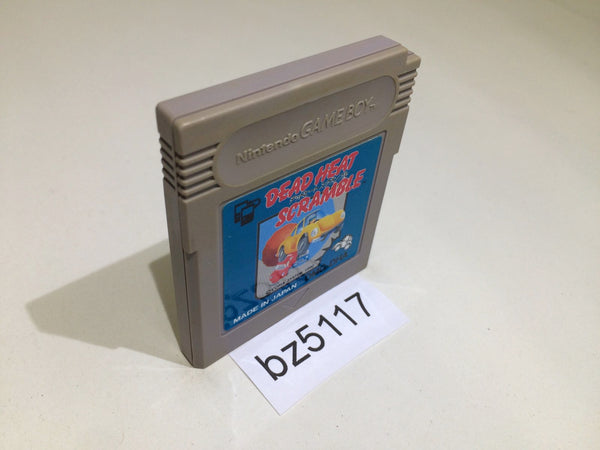 Nintendo GAME BOY
DEAD HEAT
SCRAMBLE
MADE IN JAPAN
bz5117